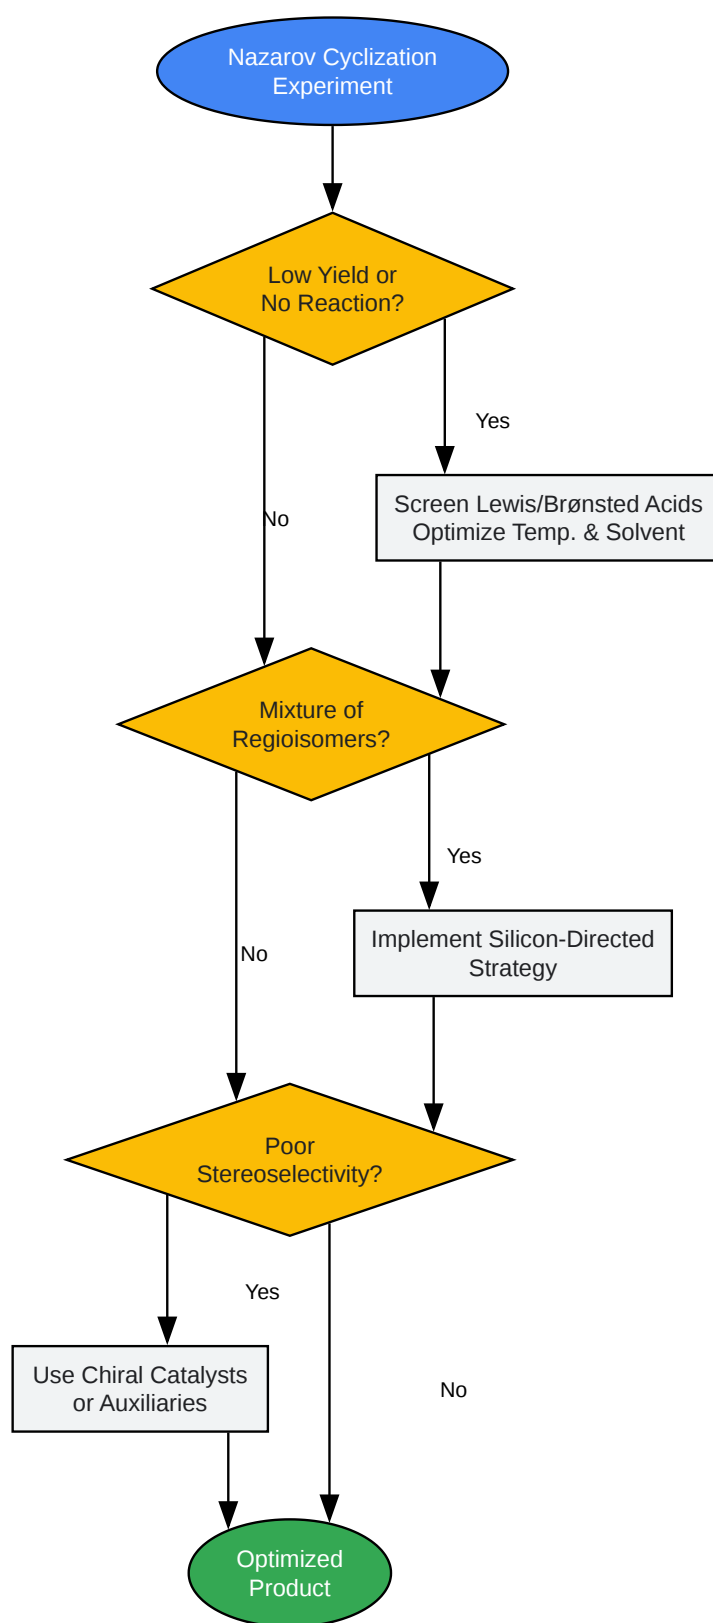 Nazarov Cyclization
Experiment
Low Yield or
No Reaction?
Yes
No
Screen Lewis/Brønsted Acids
Optimize Temp. & Solvent
Mixture of
Regioisomers?
Yes
No
Implement Silicon-Directed
Strategy
Poor
Stereoselectivity?
Yes
No
Use Chiral Catalysts
or Auxiliaries
Optimized
Product